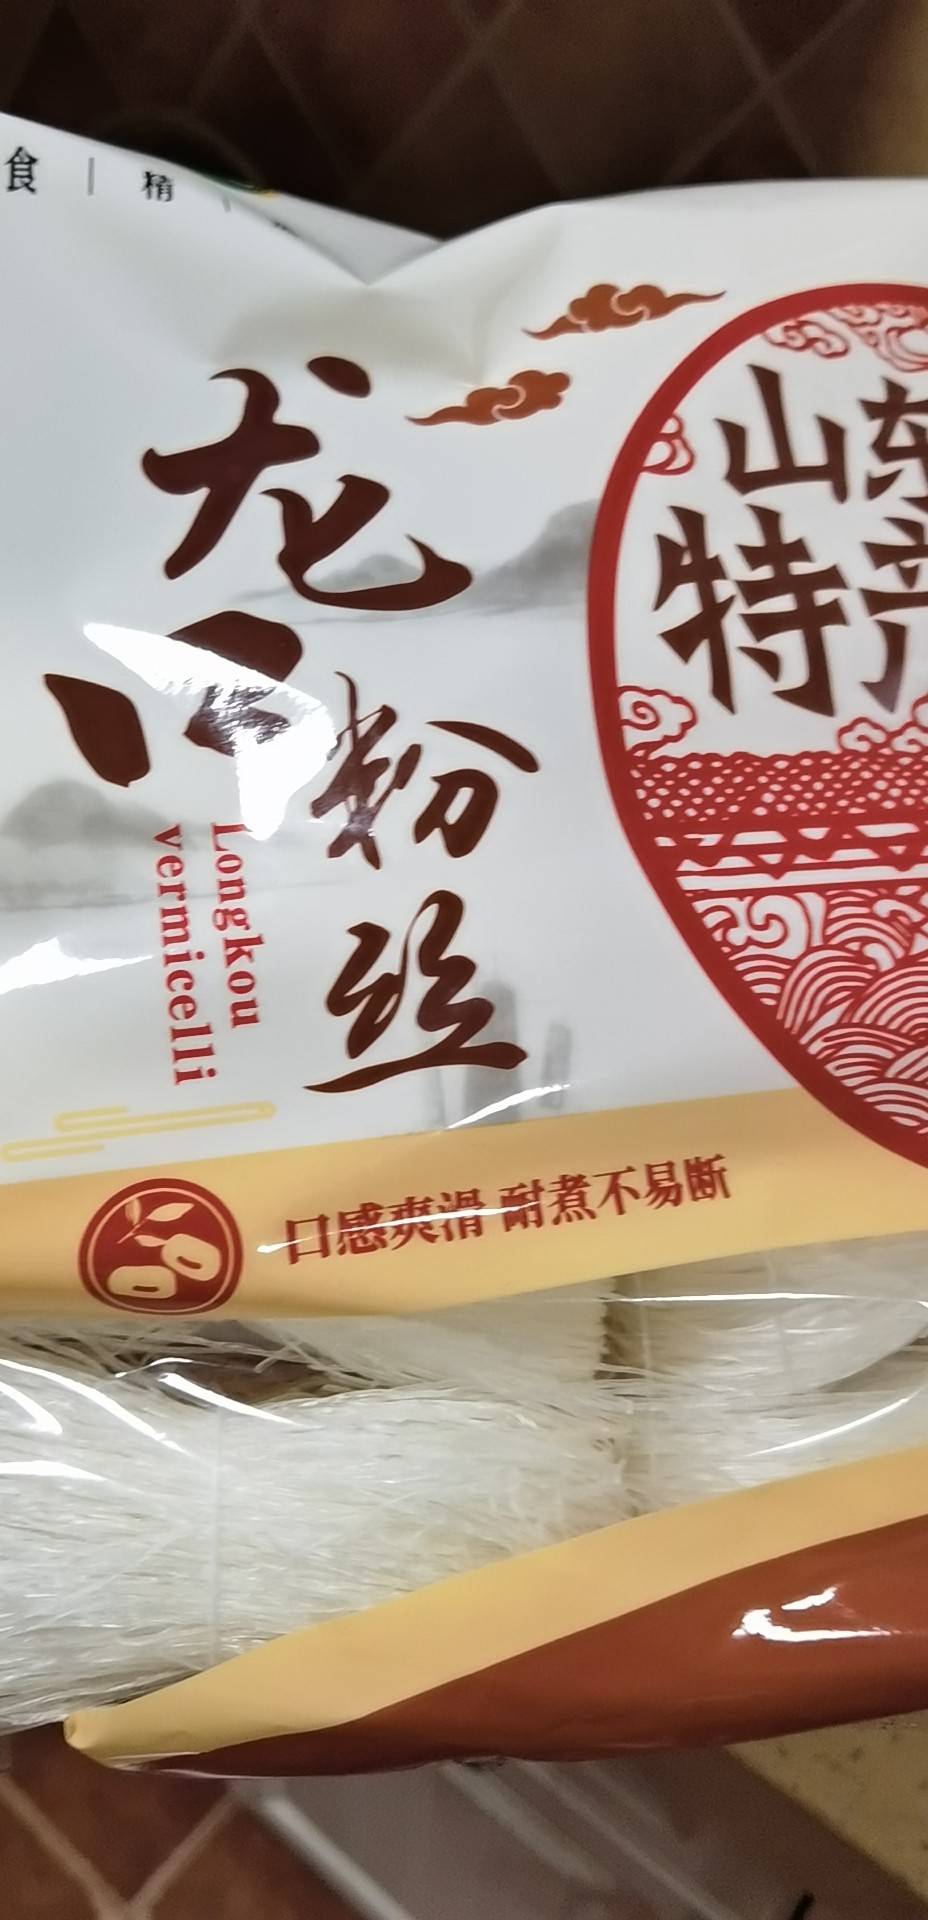 食 | 精
龙口粉丝
Longkou
vermicelli
山东
特产
口感爽滑 耐煮不易断